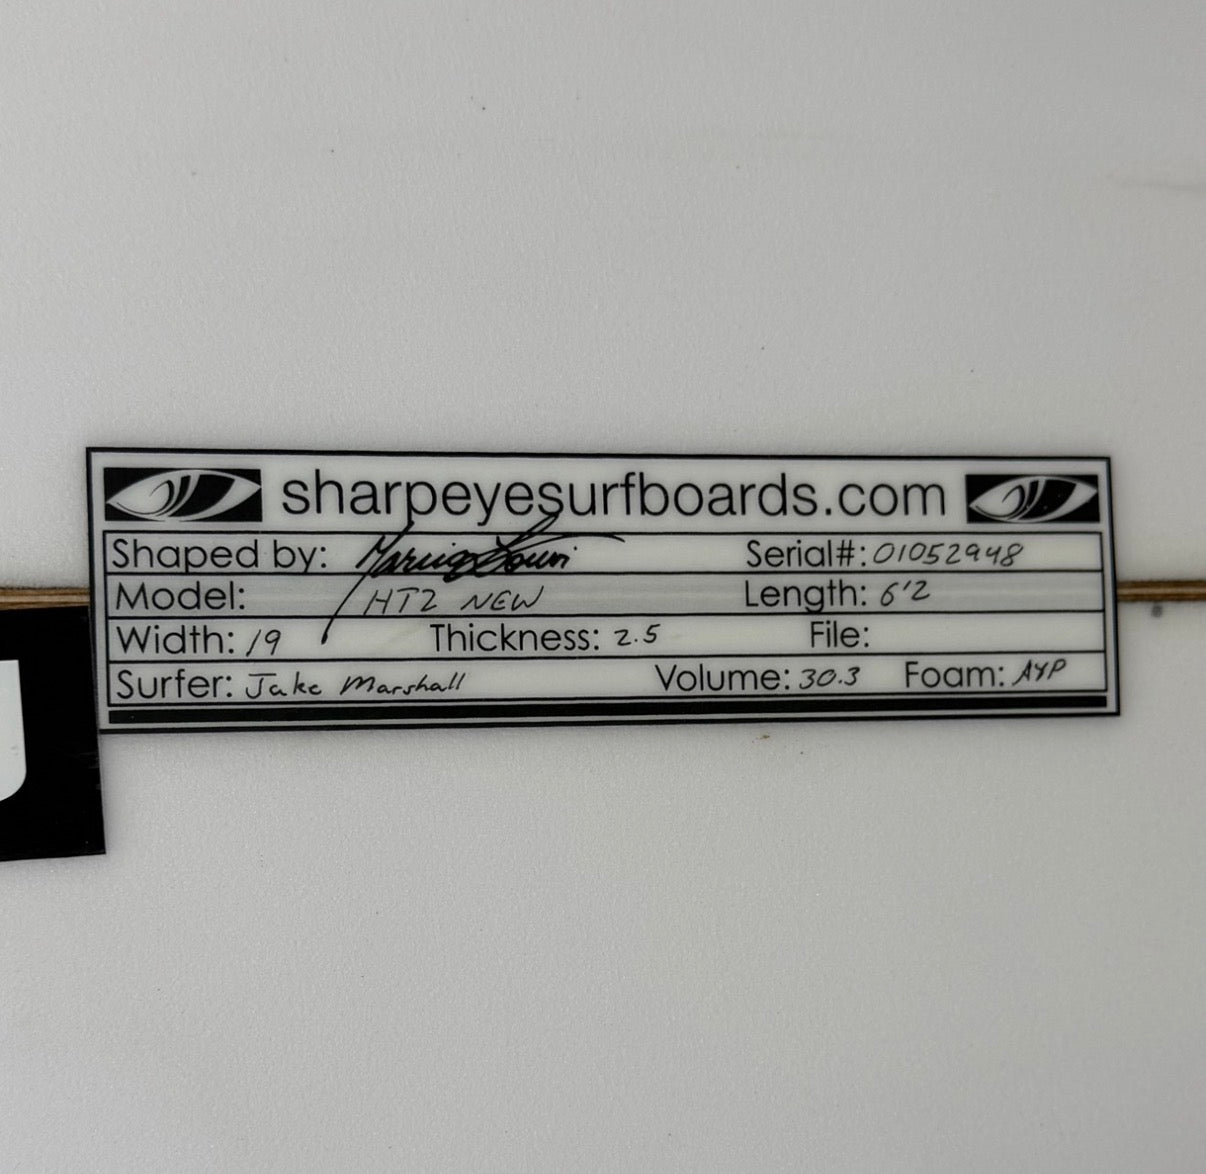 sharpeyesurfboards.com
Shaped by: Serial#: 01052948
Model: HT2 NEW Length: 6'2
Width: 19 Thickness: 2.5 File:
Surfer: Jake Marshall Volume: 30.3 Foam: AYP